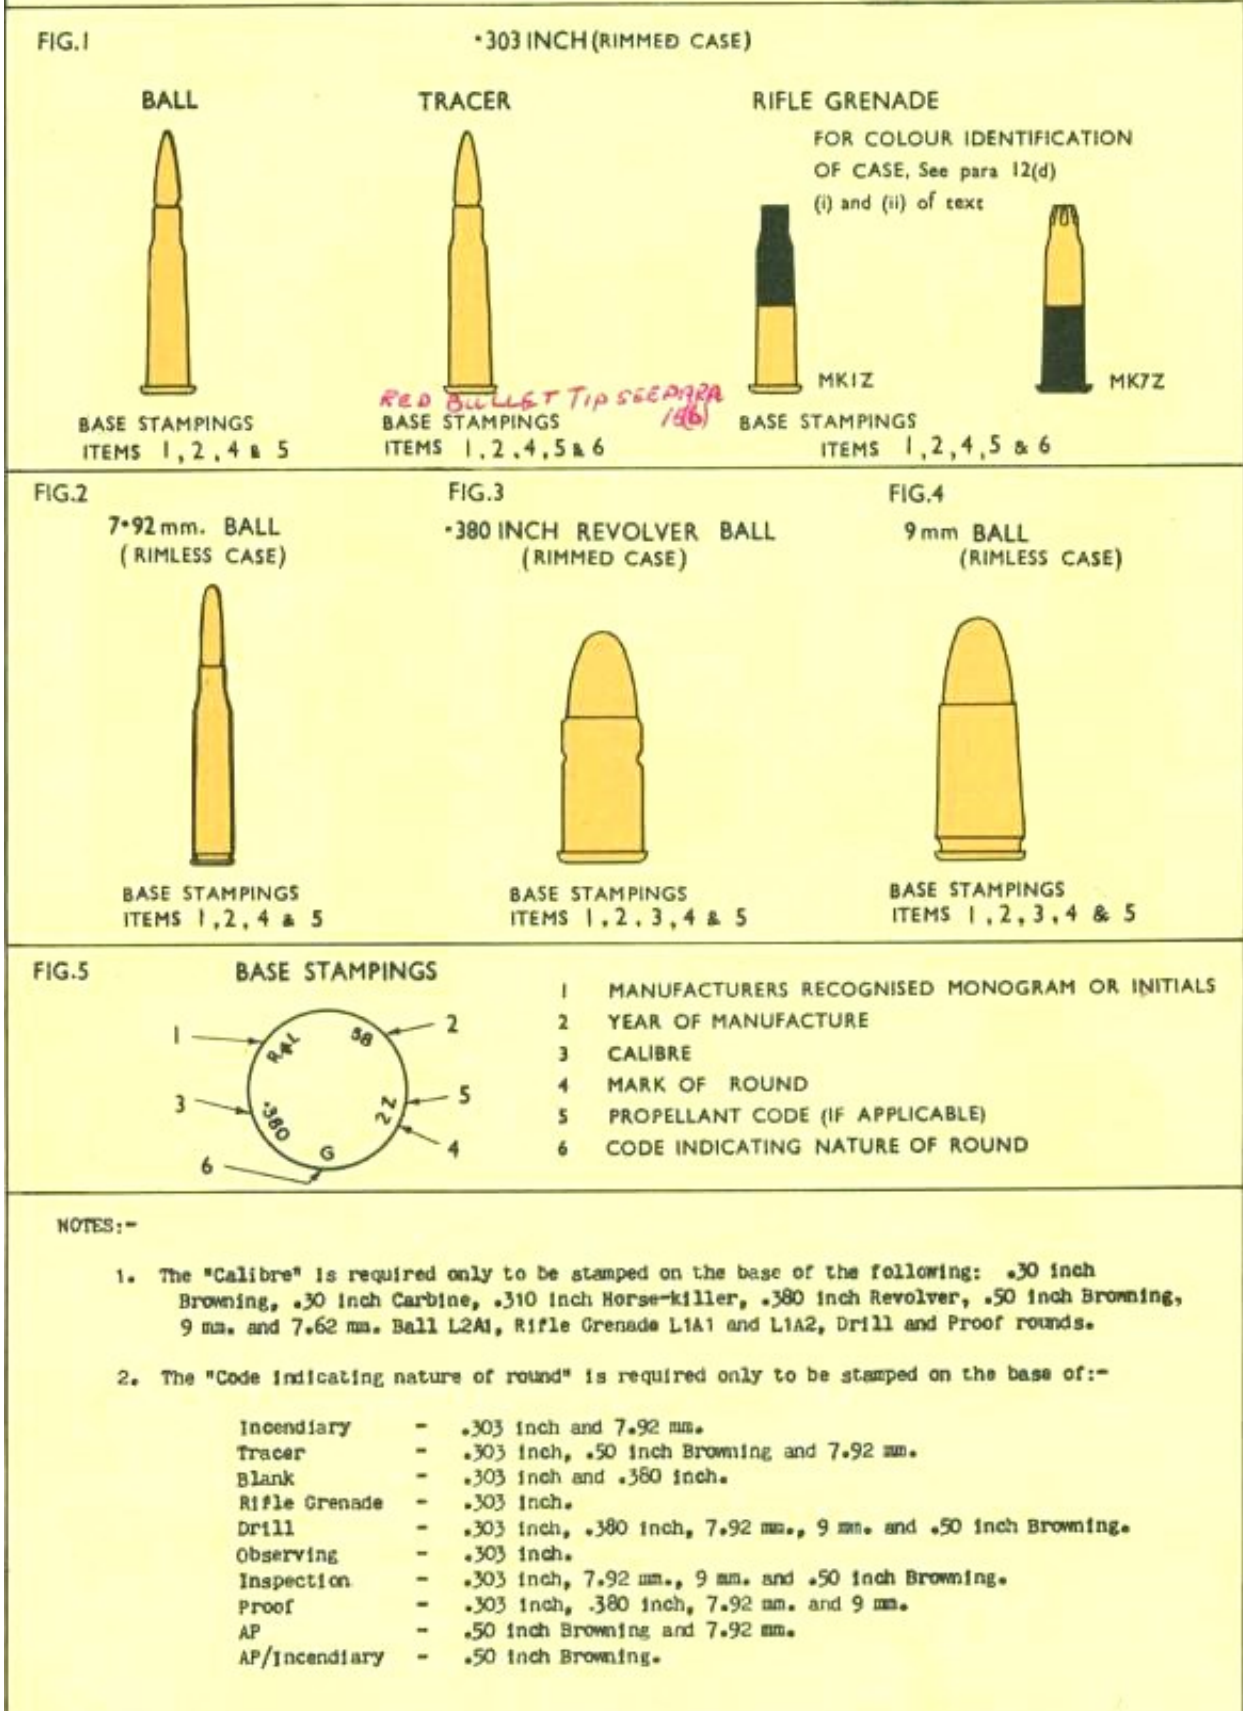 FIG.1
·303 INCH (RIMMED CASE)
BALL
TRACER
RIFLE GRENADE
FOR COLOUR IDENTIFICATION
OF CASE, See para 12(d)
(i) and (ii) of text
MK1Z
MK7Z
RED BULLET TIP SEE PARA
15(b)
BASE STAMPINGS
ITEMS 1,2,4 & 5
BASE STAMPINGS
ITEMS 1,2,4,5 & 6
BASE STAMPINGS
ITEMS 1,2,4,5 & 6
FIG.2
7·92 mm. BALL
(RIMLESS CASE)
BASE STAMPINGS
ITEMS 1,2,4 & 5
FIG.3
·380 INCH REVOLVER BALL
(RIMMED CASE)
BASE STAMPINGS
ITEMS 1,2,3,4 & 5
FIG.4
9 mm BALL
(RIMLESS CASE)
BASE STAMPINGS
ITEMS 1,2,3,4 & 5
FIG.5
BASE STAMPINGS
1
2
3
4
5
6
R↑L
58
·380
2 Z
G
1 MANUFACTURERS RECOGNISED MONOGRAM OR INITIALS
2 YEAR OF MANUFACTURE
3 CALIBRE
4 MARK OF ROUND
5 PROPELLANT CODE (IF APPLICABLE)
6 CODE INDICATING NATURE OF ROUND
NOTES:-
1. The "Calibre" is required only to be stamped on the base of the following: .30 inch
Browning, .30 inch Carbine, .310 inch Horse-killer, .380 inch Revolver, .50 inch Browning,
9 mm. and 7.62 mm. Ball L2A1, Rifle Grenade L1A1 and L1A2, Drill and Proof rounds.
2. The "Code indicating nature of round" is required only to be stamped on the base of:-
Incendiary - .303 inch and 7.92 mm.
Tracer - .303 inch, .50 inch Browning and 7.92 mm.
Blank - .303 inch and .380 inch.
Rifle Grenade - .303 inch.
Drill - .303 inch, .380 inch, 7.92 mm., 9 mm. and .50 inch Browning.
Observing - .303 inch.
Inspection - .303 inch, 7.92 mm., 9 mm. and .50 inch Browning.
Proof - .303 inch, .380 inch, 7.92 mm. and 9 mm.
AP - .50 inch Browning and 7.92 mm.
AP/Incendiary - .50 inch Browning.